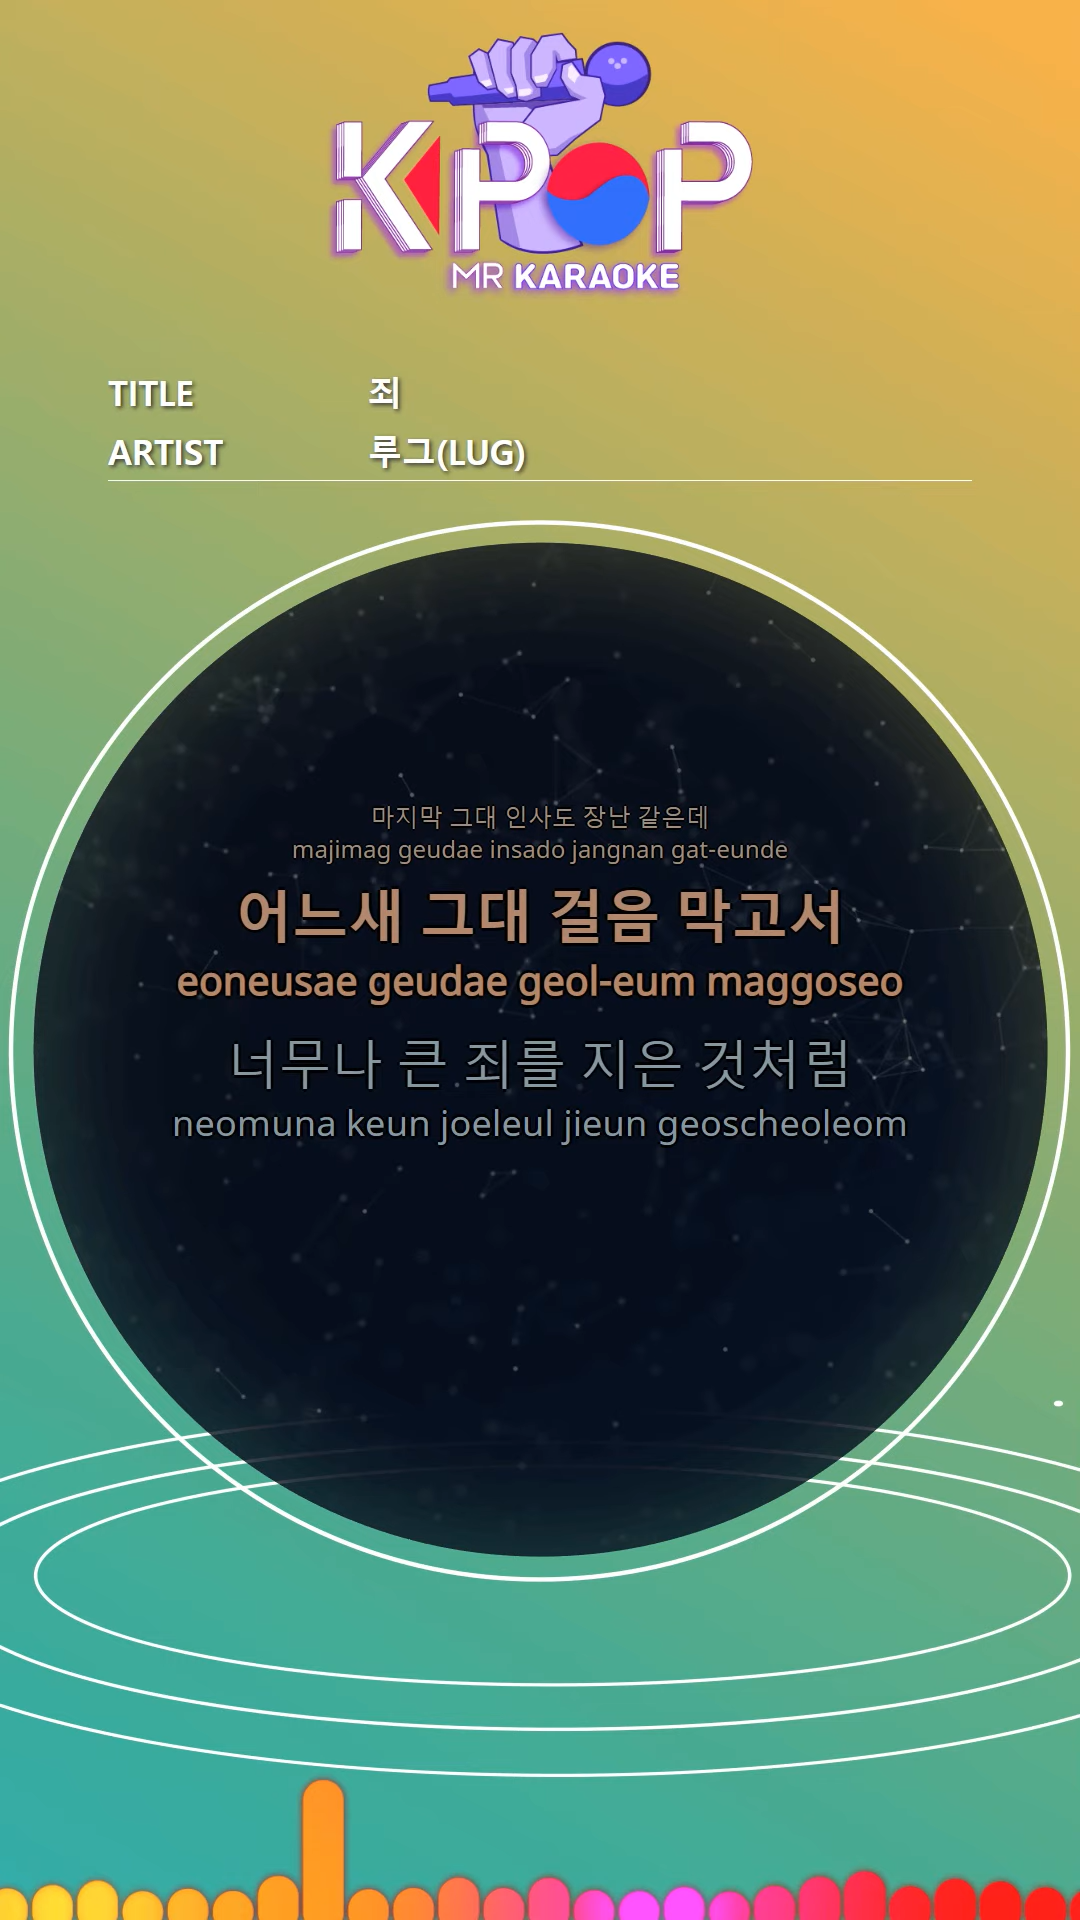 KPOP
MR KARAOKE
TITLE 죄
ARTIST 루그(LUG)
마지막 그대 인사도 장난 같은데
majimag geudae insado jangnan gat-eunde
어느새 그대 걸음 막고서
eoneusae geudae geol-eum maggoseo
너무나 큰 죄를 지은 것처럼
neomuna keun joeleul jieun geoscheoleom